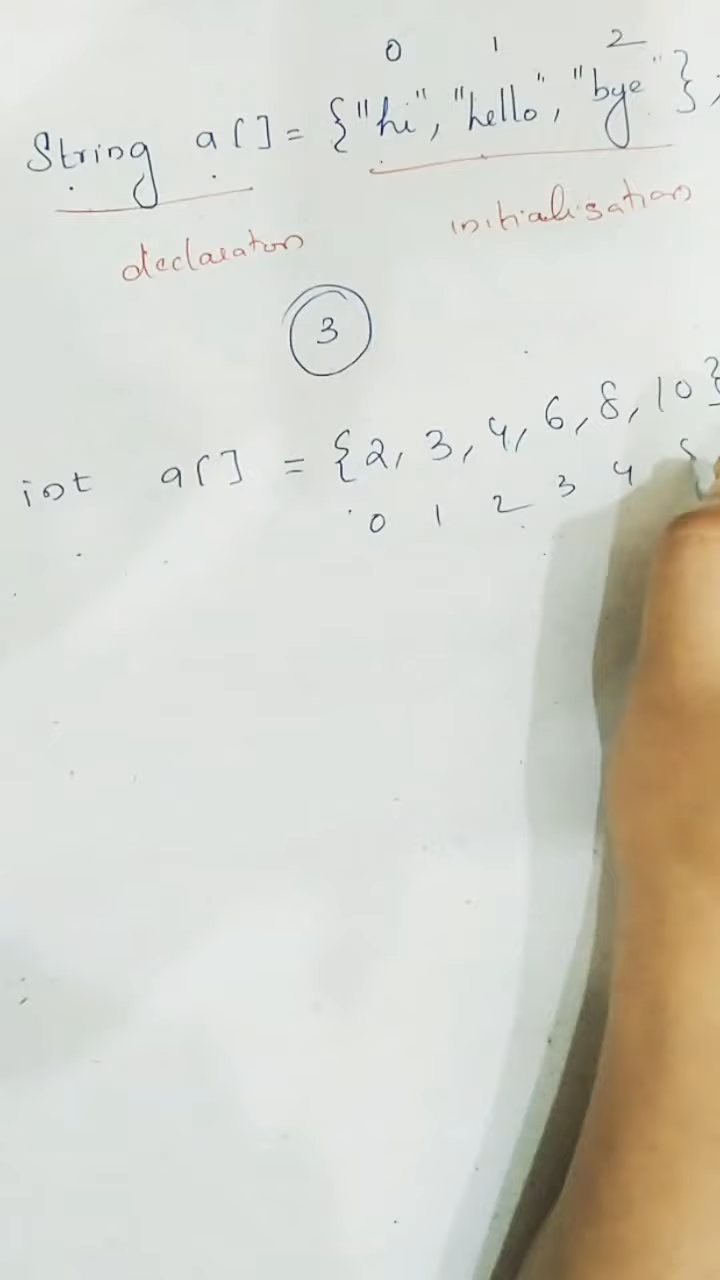 0 1 2
String a[] = {"hi", "hello", "bye"};
declaration initialisation
3
int a[] = {2, 3, 4, 6, 8, 10}
0 1 2 3 4